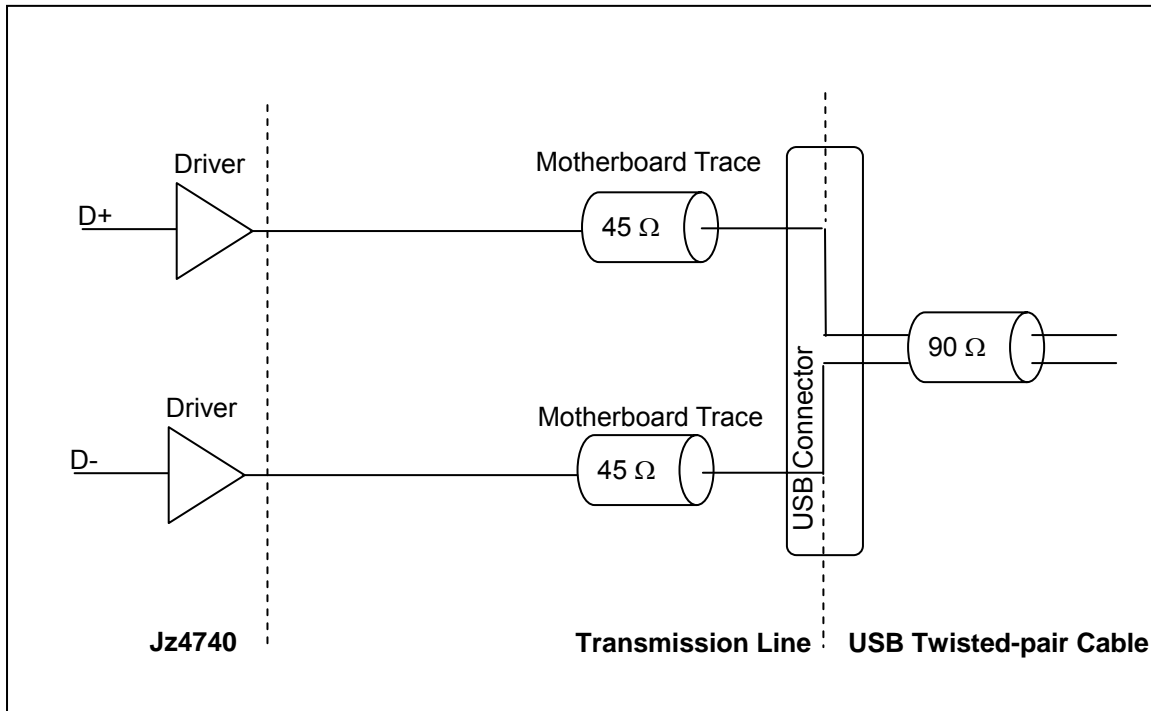 Driver
Motherboard Trace
D+
45 Ω
USB Connector
90 Ω
Driver
Motherboard Trace
D-
45 Ω
Jz4740
Transmission Line
USB Twisted-pair Cable